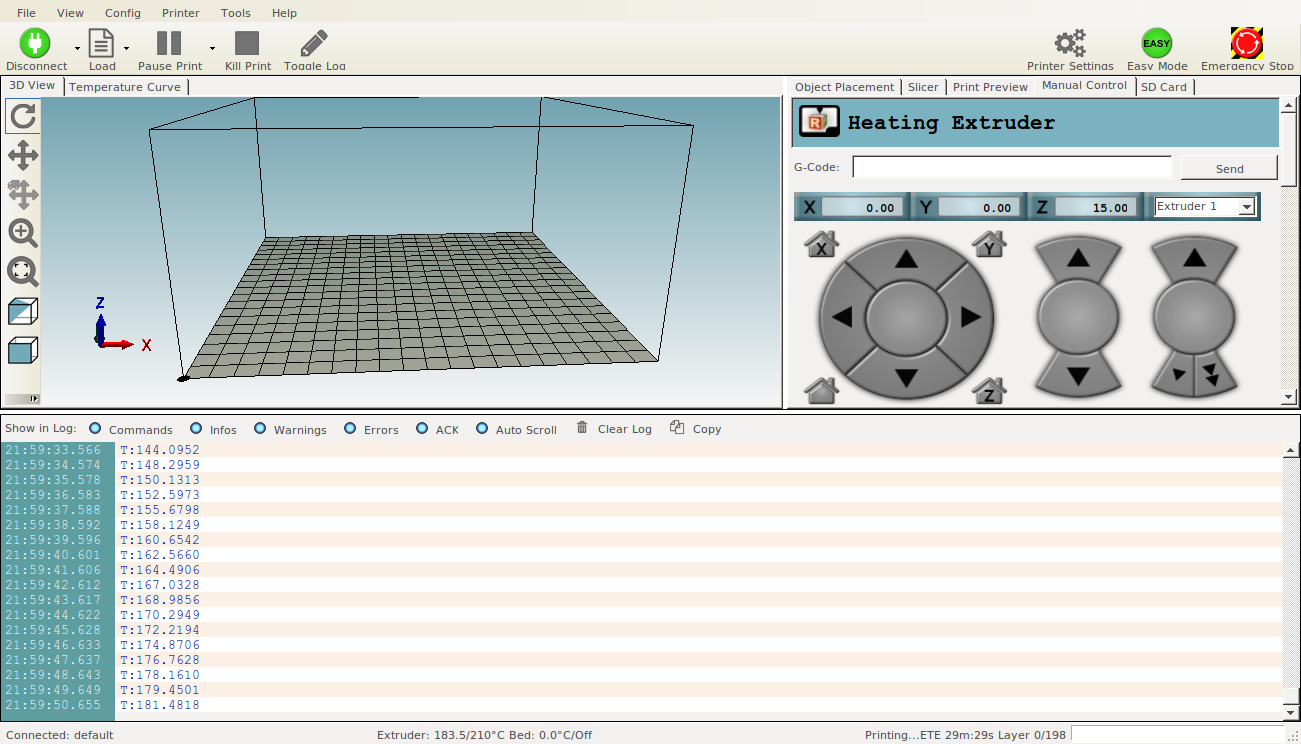 File View Config Printer Tools Help
Disconnect Load Pause Print Kill Print Toggle Log Printer Settings EASY Easy Mode Emergency Stop
3D View Temperature Curve
Object Placement Slicer Print Preview Manual Control SD Card
R
Heating Extruder
G-Code: Send
X 0.00 Y 0.00 Z 15.00 Extruder 1
X Y
Z
X
Z
Show in Log: Commands Infos Warnings Errors ACK Auto Scroll Clear Log Copy
21:59:33.566 T:144.0952
21:59:34.574 T:148.2959
21:59:35.578 T:150.1313
21:59:36.583 T:152.5973
21:59:37.588 T:155.6798
21:59:38.592 T:158.1249
21:59:39.596 T:160.6542
21:59:40.601 T:162.5660
21:59:41.606 T:164.4906
21:59:42.612 T:167.0328
21:59:43.617 T:168.9856
21:59:44.622 T:170.2949
21:59:45.628 T:172.2194
21:59:46.633 T:174.8706
21:59:47.637 T:176.7628
21:59:48.643 T:178.1610
21:59:49.649 T:179.4501
21:59:50.655 T:181.4818
Connected: default Extruder: 183.5/210°C Bed: 0.0°C/Off Printing...ETE 29m:29s Layer 0/198